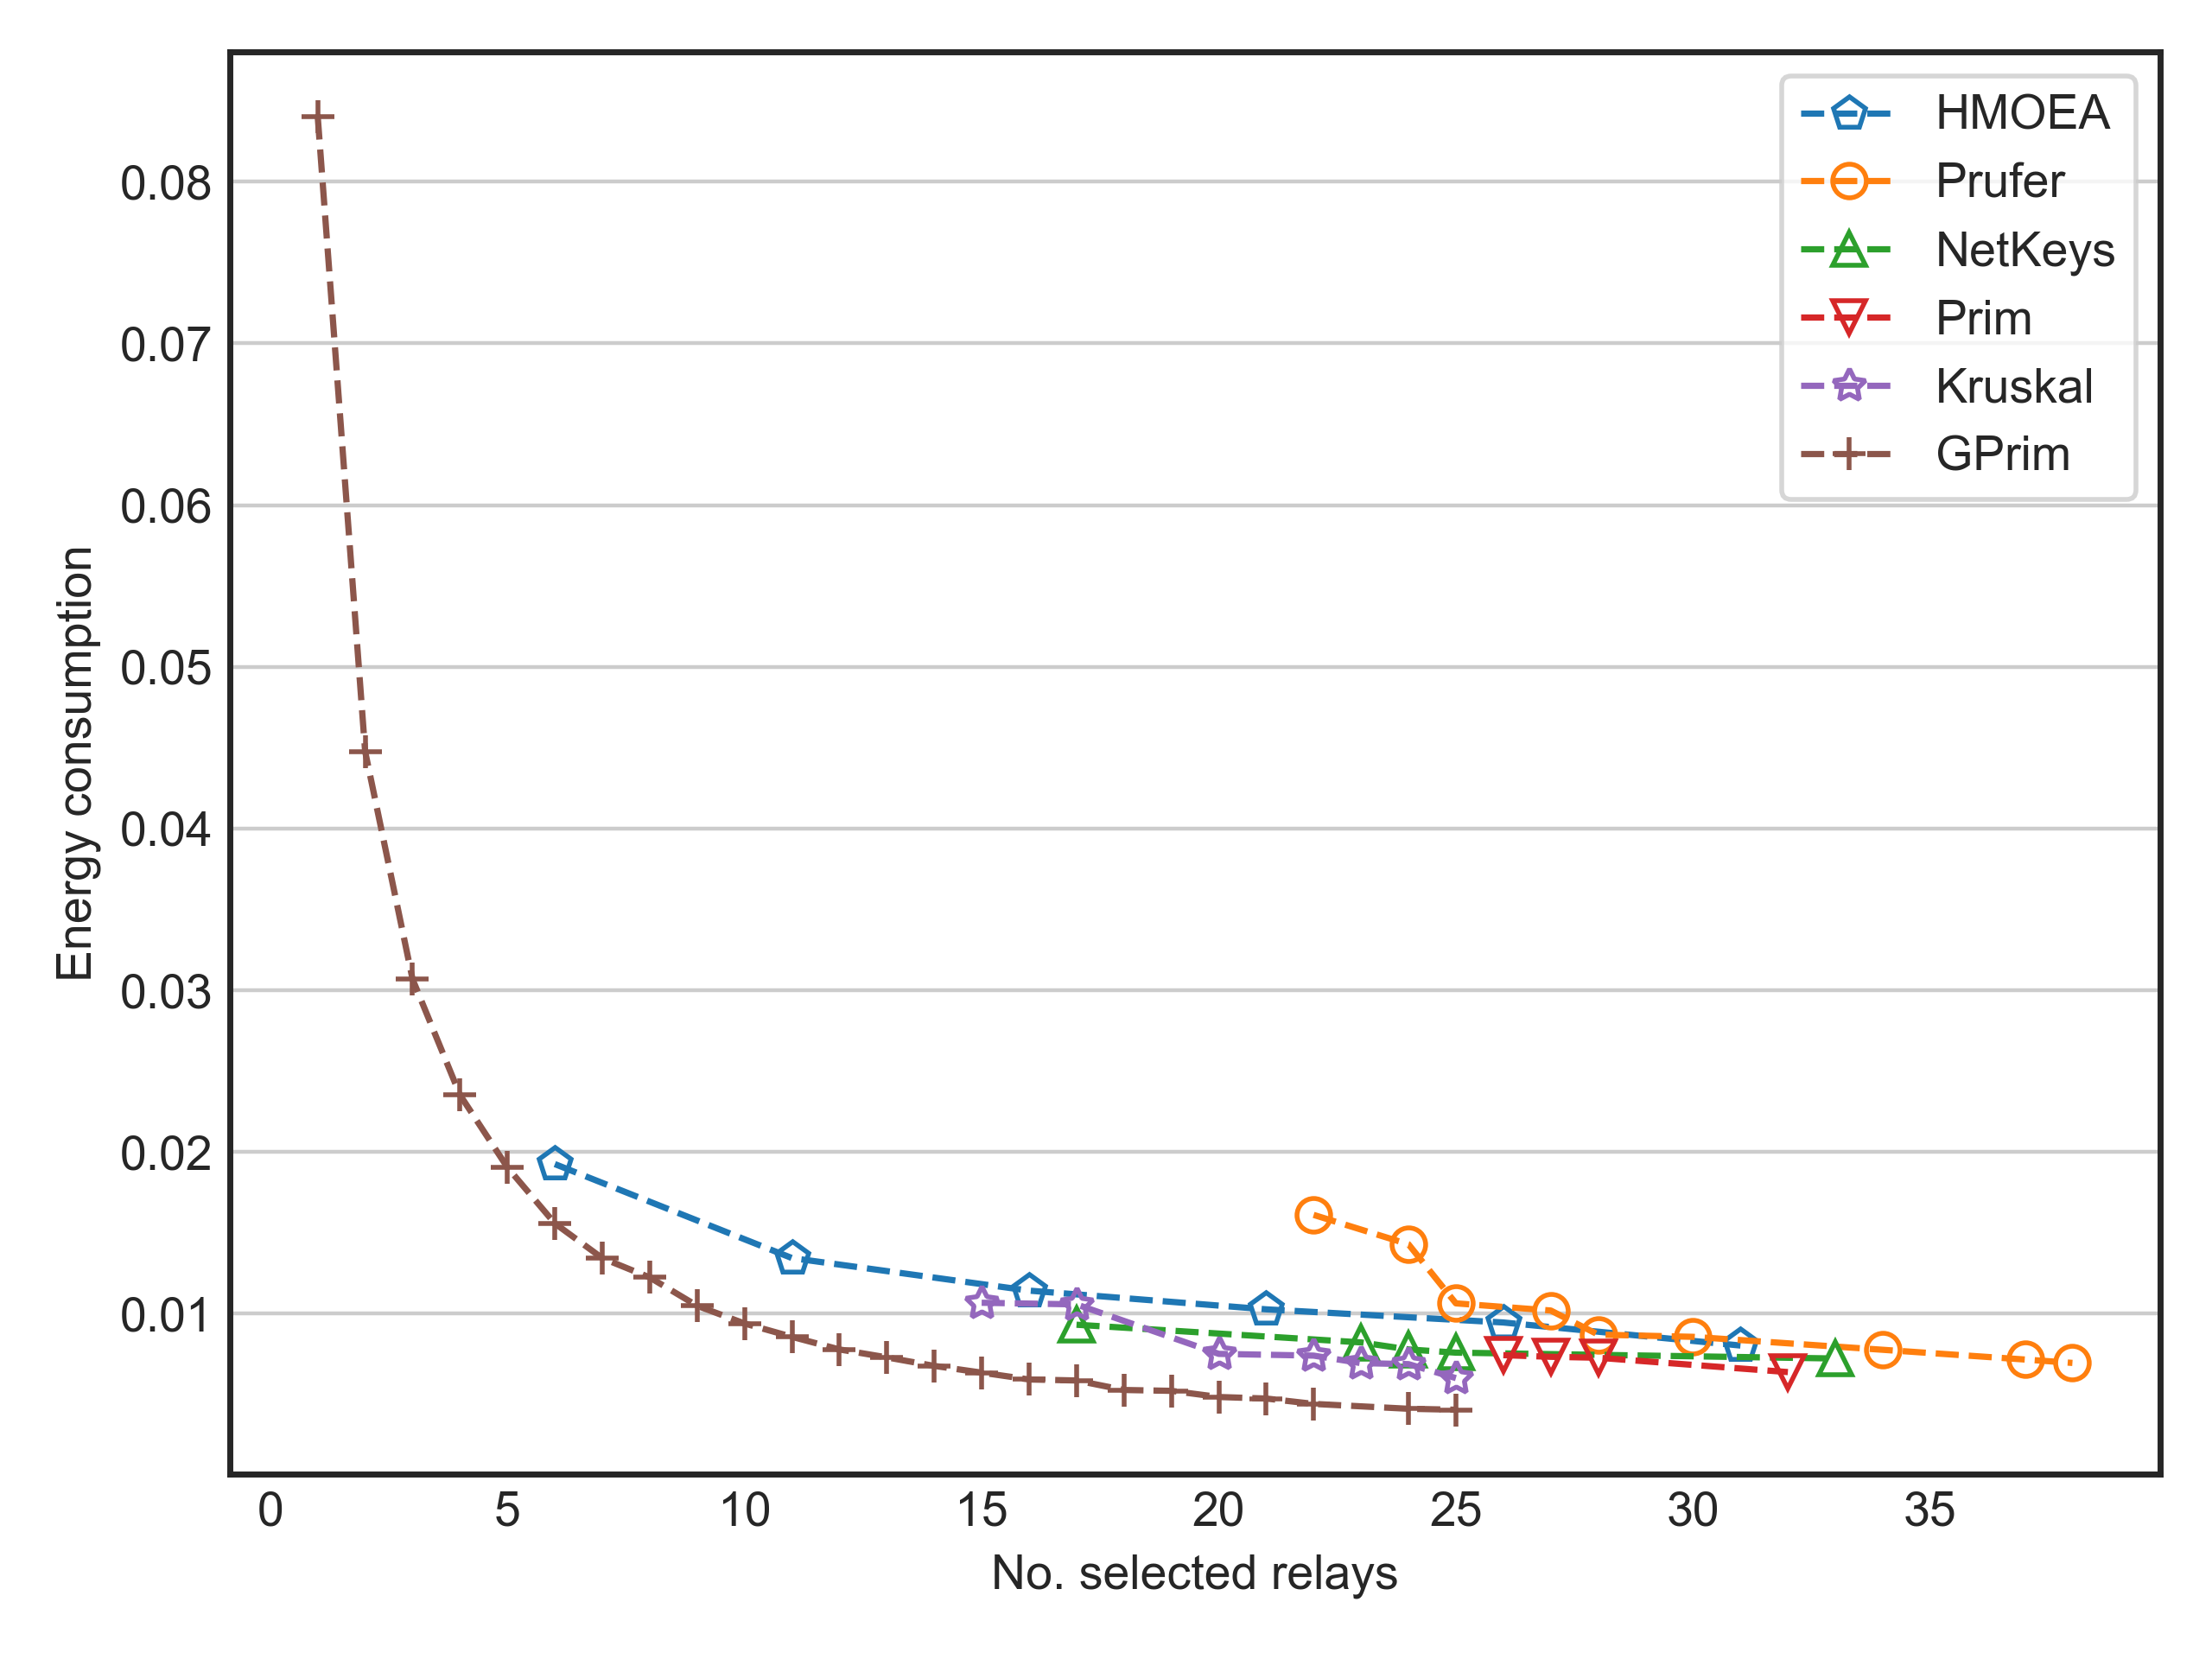 HMOEA
Prufer
NetKeys
Prim
Kruskal
GPrim
Energy consumption
0.08
0.07
0.06
0.05
0.04
0.03
0.02
0.01
0 5 10 15 20 25 30 35
No. selected relays